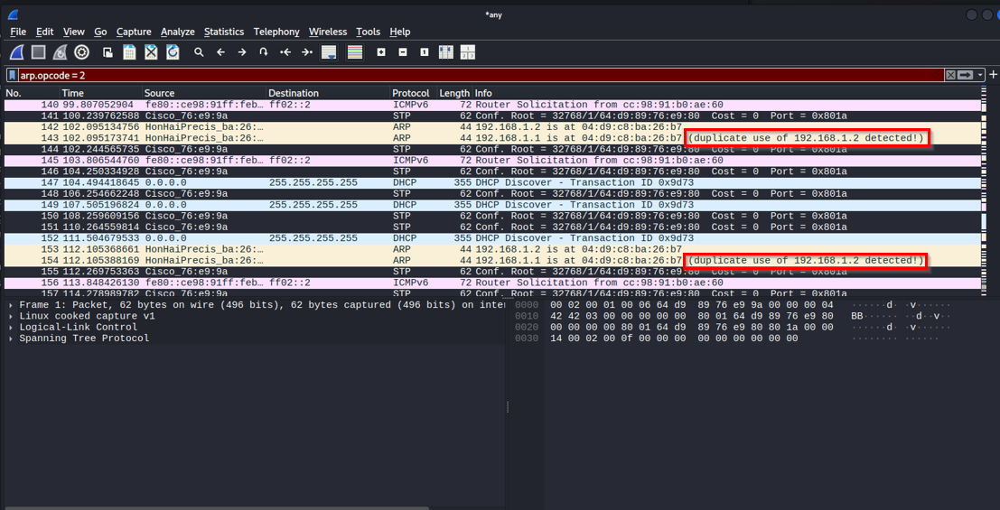 *any
File Edit View Go Capture Analyze Statistics Telephony Wireless Tools Help
arp.opcode = 2
No. Time Source Destination Protocol Length Info
140 99.807052904 fe80::ce98:91ff:feb… ff02::2 ICMPv6 72 Router Solicitation from cc:98:91:b0:ae:60
141 100.239762588 Cisco_76:e9:9a STP 62 Conf. Root = 32768/1/64:d9:89:76:e9:80 Cost = 0 Port = 0x801a
142 102.095134756 HonHaiPrecis_ba:26:… ARP 44 192.168.1.2 is at 04:d9:c8:ba:26:b7
143 102.095173741 HonHaiPrecis_ba:26:… ARP 44 192.168.1.1 is at 04:d9:c8:ba:26:b7 (duplicate use of 192.168.1.2 detected!)
144 102.244565735 Cisco_76:e9:9a STP 62 Conf. Root = 32768/1/64:d9:89:76:e9:80 Cost = 0 Port = 0x801a
145 103.806544760 fe80::ce98:91ff:feb… ff02::2 ICMPv6 72 Router Solicitation from cc:98:91:b0:ae:60
146 104.250334928 Cisco_76:e9:9a STP 62 Conf. Root = 32768/1/64:d9:89:76:e9:80 Cost = 0 Port = 0x801a
147 104.494418645 0.0.0.0 255.255.255.255 DHCP 355 DHCP Discover - Transaction ID 0x9d73
148 106.254662248 Cisco_76:e9:9a STP 62 Conf. Root = 32768/1/64:d9:89:76:e9:80 Cost = 0 Port = 0x801a
149 107.505196824 0.0.0.0 255.255.255.255 DHCP 355 DHCP Discover - Transaction ID 0x9d73
150 108.259609156 Cisco_76:e9:9a STP 62 Conf. Root = 32768/1/64:d9:89:76:e9:80 Cost = 0 Port = 0x801a
151 110.264559814 Cisco_76:e9:9a STP 62 Conf. Root = 32768/1/64:d9:89:76:e9:80 Cost = 0 Port = 0x801a
152 111.504679533 0.0.0.0 255.255.255.255 DHCP 355 DHCP Discover - Transaction ID 0x9d73
153 112.105368661 HonHaiPrecis_ba:26:… ARP 44 192.168.1.2 is at 04:d9:c8:ba:26:b7
154 112.105388169 HonHaiPrecis_ba:26:… ARP 44 192.168.1.1 is at 04:d9:c8:ba:26:b7 (duplicate use of 192.168.1.2 detected!)
155 112.269753363 Cisco_76:e9:9a STP 62 Conf. Root = 32768/1/64:d9:89:76:e9:80 Cost = 0 Port = 0x801a
156 113.848426130 fe80::ce98:91ff:feb… ff02::2 ICMPv6 72 Router Solicitation from cc:98:91:b0:ae:60
157 114.278989782 Cisco_76:e9:9a STP 62 Conf. Root = 32768/1/64:d9:89:76:e9:80 Cost = 0 Port = 0x801a
Frame 1: Packet, 62 bytes on wire (496 bits), 62 bytes captured (496 bits) on inter
Linux cooked capture v1
Logical-Link Control
Spanning Tree Protocol
0000 00 02 00 01 00 06 64 d9 89 76 e9 9a 00 00 00 04 ······d· ·v······
0010 42 42 03 00 00 00 00 00 80 01 64 d9 89 76 e9 80 BB······ ··d··v··
0020 00 00 00 00 80 01 64 d9 89 76 e9 80 80 1a 00 00 ······d· ·v······
0030 14 00 02 00 0f 00 00 00 00 00 00 00 00 00 ········ ······